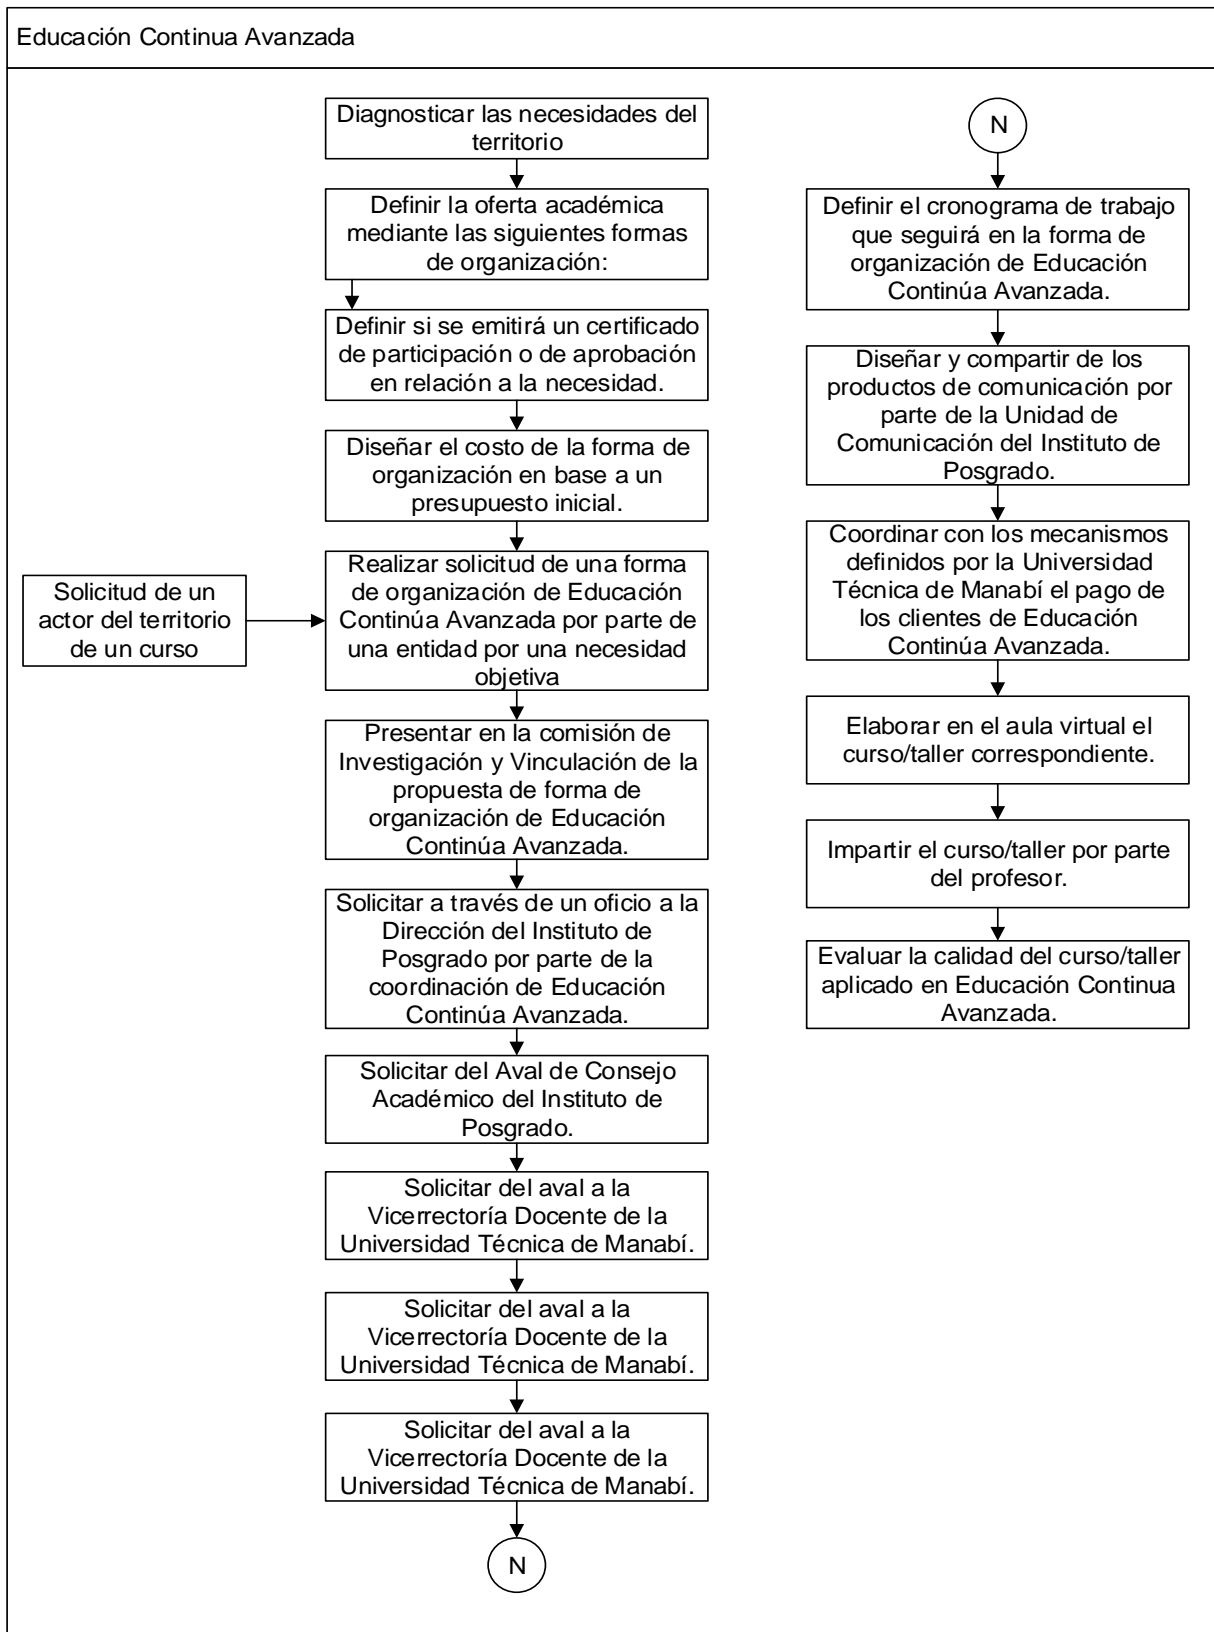 Educación Continua Avanzada
Diagnosticar las necesidades del
territorio
Definir la oferta académica
mediante las siguientes formas
de organización:
Definir si se emitirá un certificado
de participación o de aprobación
en relación a la necesidad.
Diseñar el costo de la forma de
organización en base a un
presupuesto inicial.
Solicitud de un
actor del territorio
de un curso
Realizar solicitud de una forma
de organización de Educación
Continúa Avanzada por parte de
una entidad por una necesidad
objetiva
Presentar en la comisión de
Investigación y Vinculación de la
propuesta de forma de
organización de Educación
Continúa Avanzada.
Solicitar a través de un oficio a la
Dirección del Instituto de
Posgrado por parte de la
coordinación de Educación
Continúa Avanzada.
Solicitar del Aval de Consejo
Académico del Instituto de
Posgrado.
Solicitar del aval a la
Vicerrectoría Docente de la
Universidad Técnica de Manabí.
Solicitar del aval a la
Vicerrectoría Docente de la
Universidad Técnica de Manabí.
Solicitar del aval a la
Vicerrectoría Docente de la
Universidad Técnica de Manabí.
N
N
Definir el cronograma de trabajo
que seguirá en la forma de
organización de Educación
Continúa Avanzada.
Diseñar y compartir de los
productos de comunicación por
parte de la Unidad de
Comunicación del Instituto de
Posgrado.
Coordinar con los mecanismos
definidos por la Universidad
Técnica de Manabí el pago de
los clientes de Educación
Continúa Avanzada.
Elaborar en el aula virtual el
curso/taller correspondiente.
Impartir el curso/taller por parte
del profesor.
Evaluar la calidad del curso/taller
aplicado en Educación Continua
Avanzada.